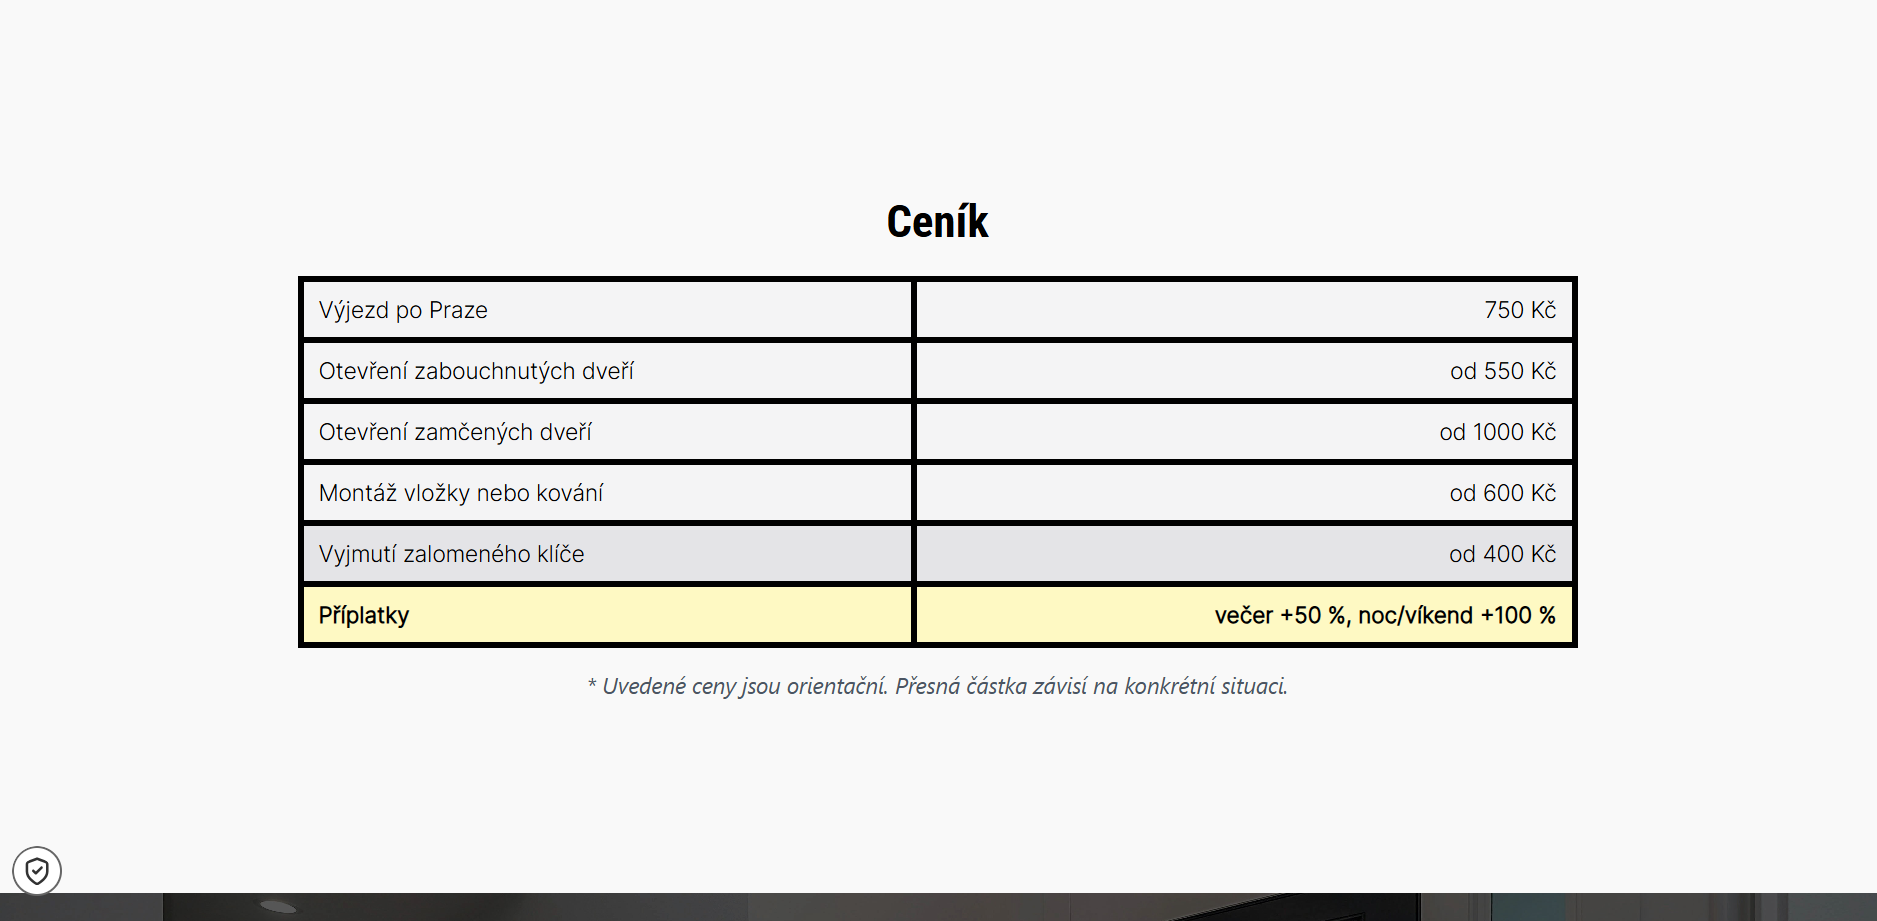 Ceník
Výjezd po Praze 750 Kč
Otevření zabouchnutých dveří od 550 Kč
Otevření zamčených dveří od 1000 Kč
Montáž vložky nebo kování od 600 Kč
Vyjmutí zalomeného klíče od 400 Kč
Příplatky večer +50 %, noc/víkend +100 %
* Uvedené ceny jsou orientační. Přesná částka závisí na konkrétní situaci.